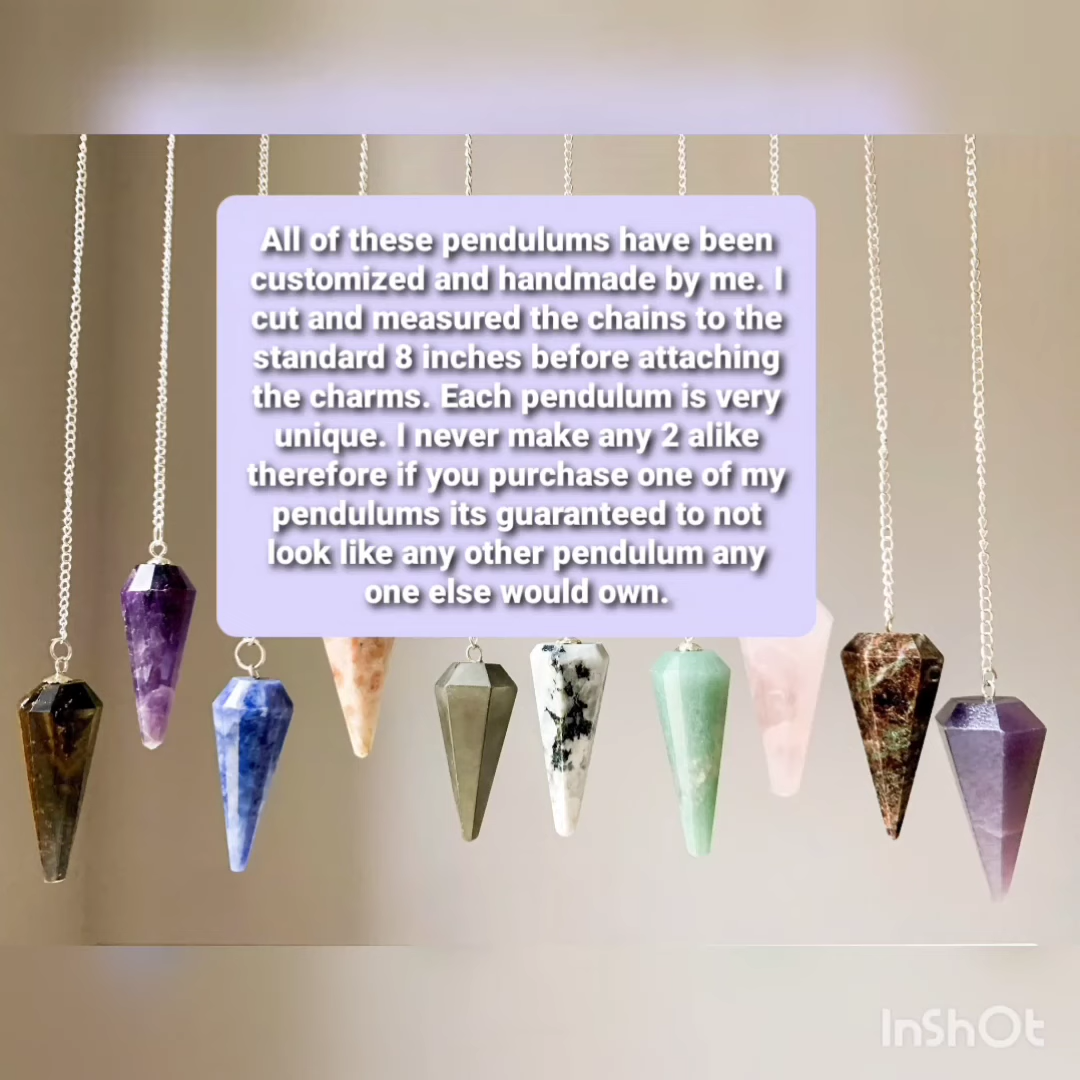 All of these pendulums have been
customized and handmade by me. I
cut and measured the chains to the
standard 8 inches before attaching
the charms. Each pendulum is very
unique. I never make any 2 alike
therefore if you purchase one of my
pendulums its guaranteed to not
look like any other pendulum any
one else would own.
InShOt